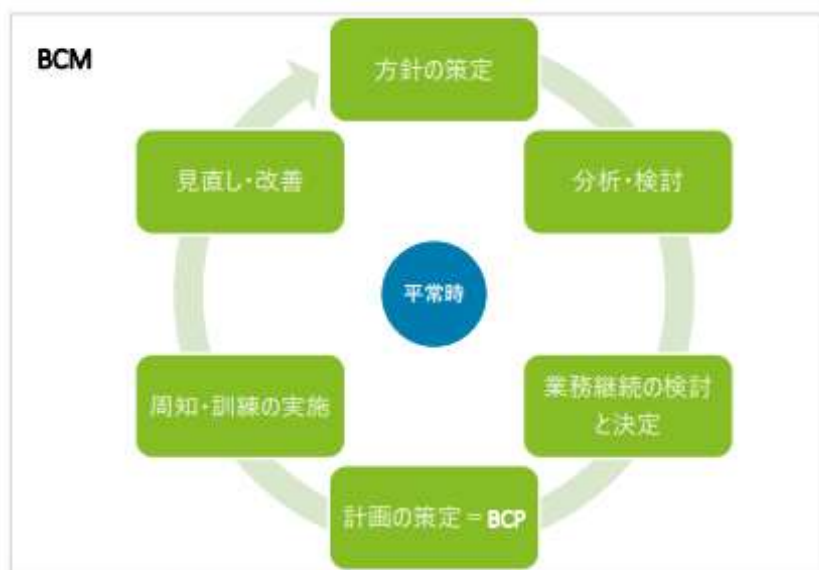 BCM
方針の策定
分析・検討
業務継続の検討
と決定
計画の策定＝BCP
周知・訓練の実施
見直し・改善
平常時